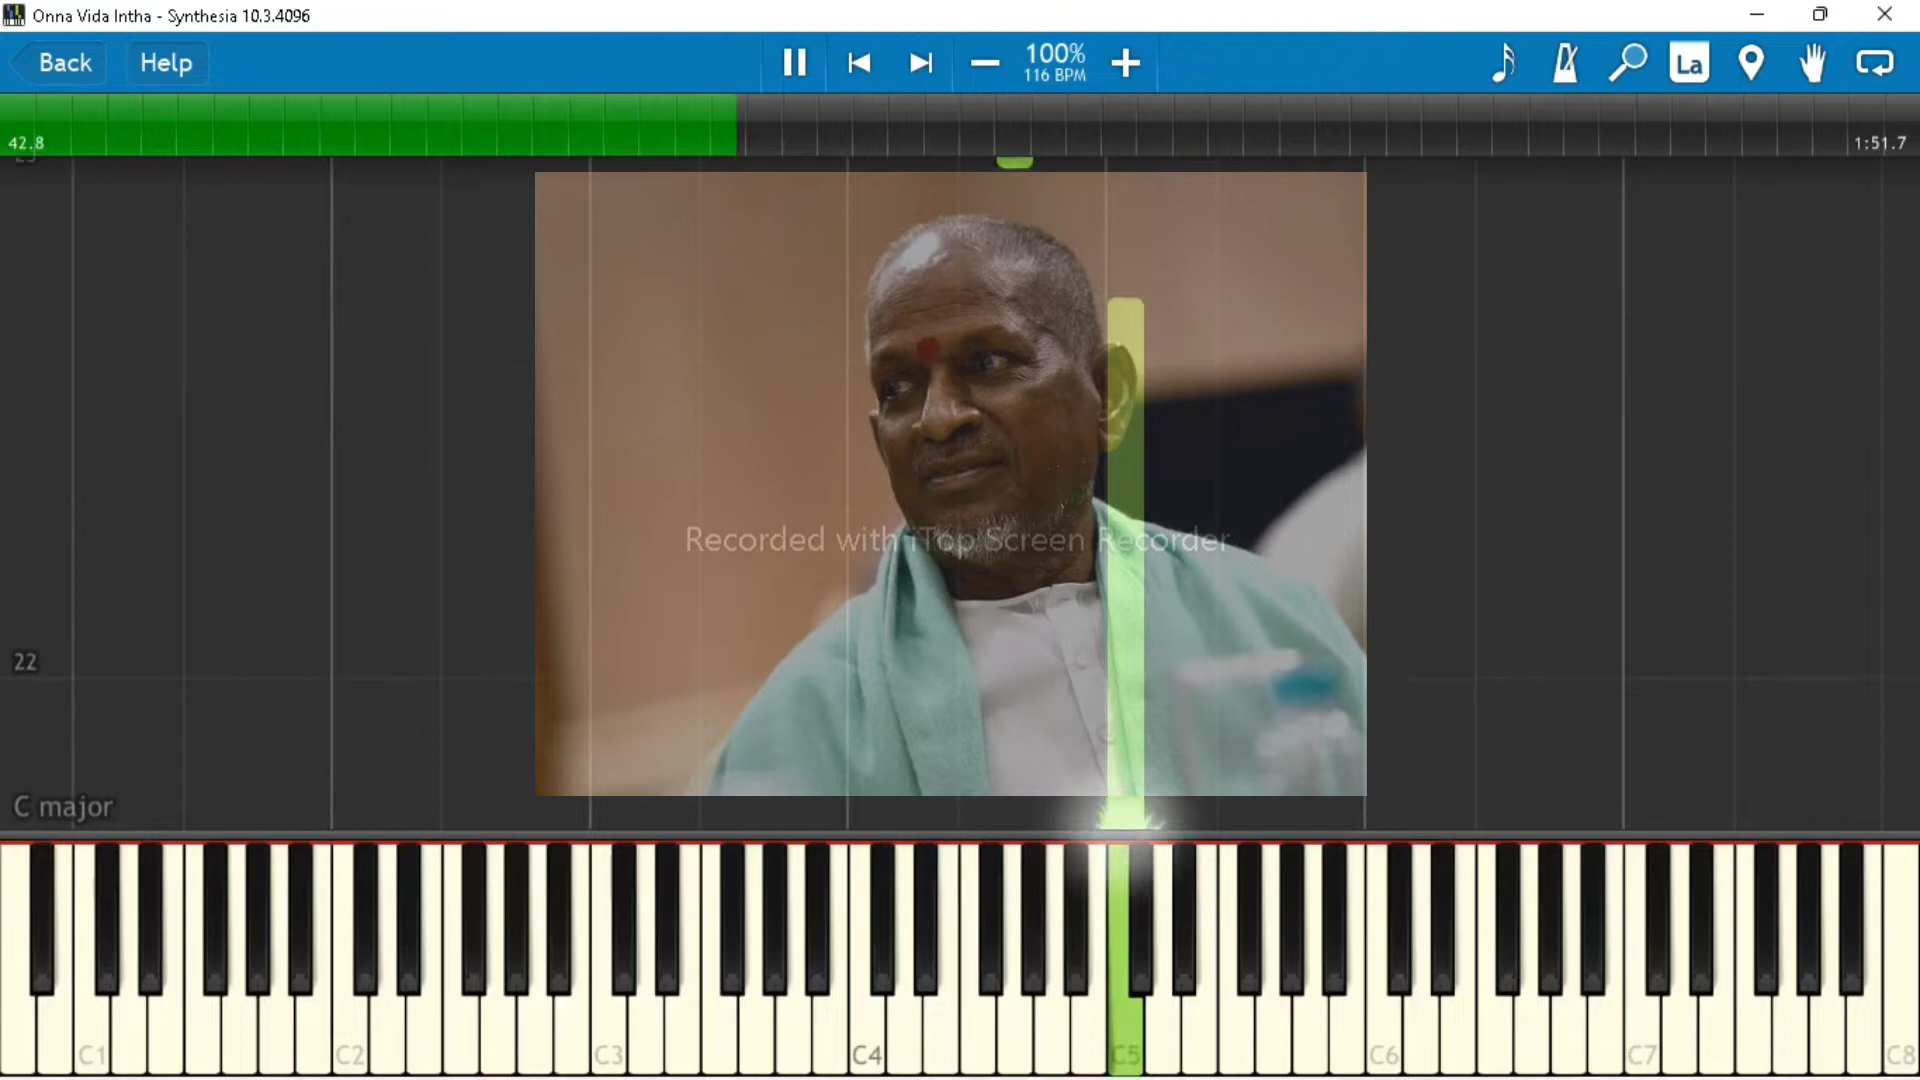 Onna Vida Intha - Synthesia 10.3.4096
Back Help
100%
116 BPM
La
42.8
1:51.7
Recorded with iTop Screen Recorder
22
C major
C1 C2 C3 C4 C5 C6 C7 C8